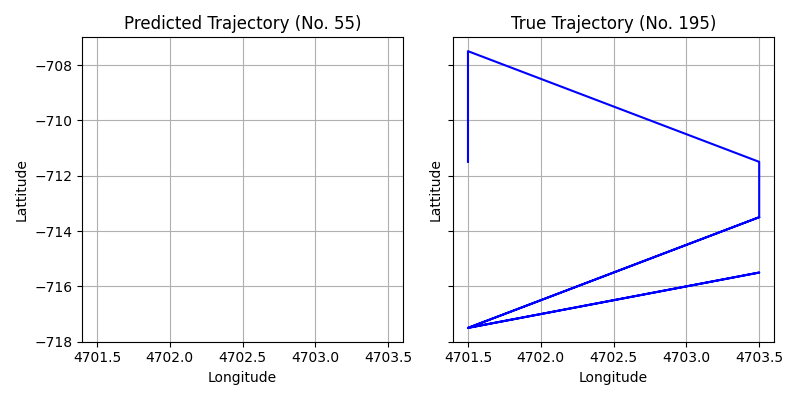 Predicted Trajectory (No. 55)
True Trajectory (No. 195)
Lattitude
−708
−710
−712
−714
−716
−718
4701.5 4702.0 4702.5 4703.0 4703.5
Longitude
Lattitude
4701.5 4702.0 4702.5 4703.0 4703.5
Longitude